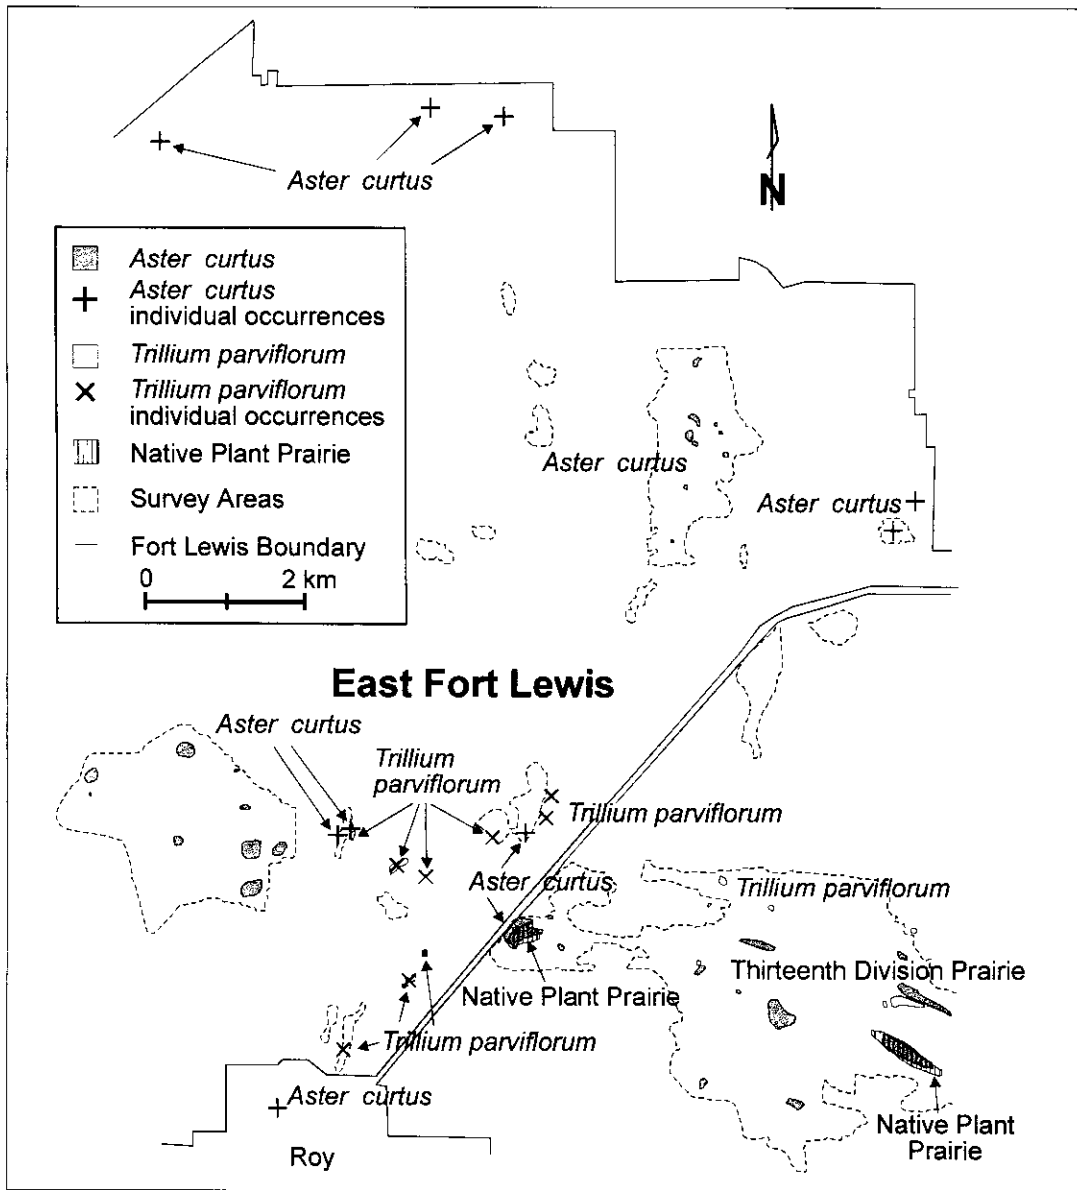 Aster curtus
N
Aster curtus
Aster curtus
individual occurrences
Trillium parviflorum
Trillium parviflorum
individual occurrences
Native Plant Prairie
Survey Areas
Fort Lewis Boundary
0 2 km
Aster curtus
Aster curtus
East Fort Lewis
Aster curtus
Trillium
parviflorum
Trillium parviflorum
Aster curtus
Trillium parviflorum
Thirteenth Division Prairie
Native Plant Prairie
Trillium parviflorum
Aster curtus
Native Plant
Prairie
Roy